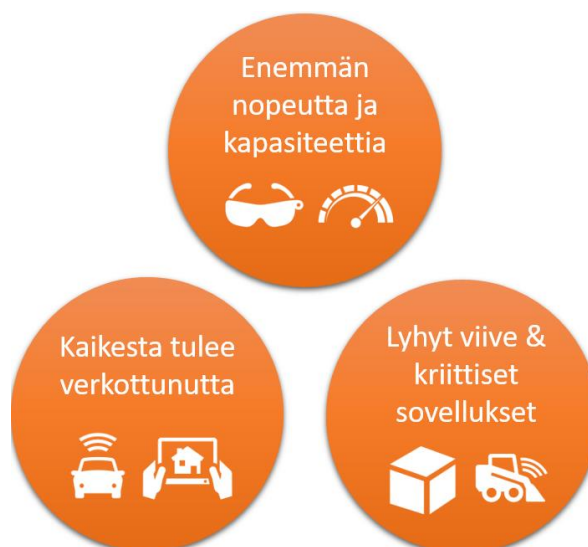 Enemmän
nopeutta ja
kapasiteettia
Kaikesta tulee
verkottunutta
Lyhyt viive &
kriittiset
sovellukset